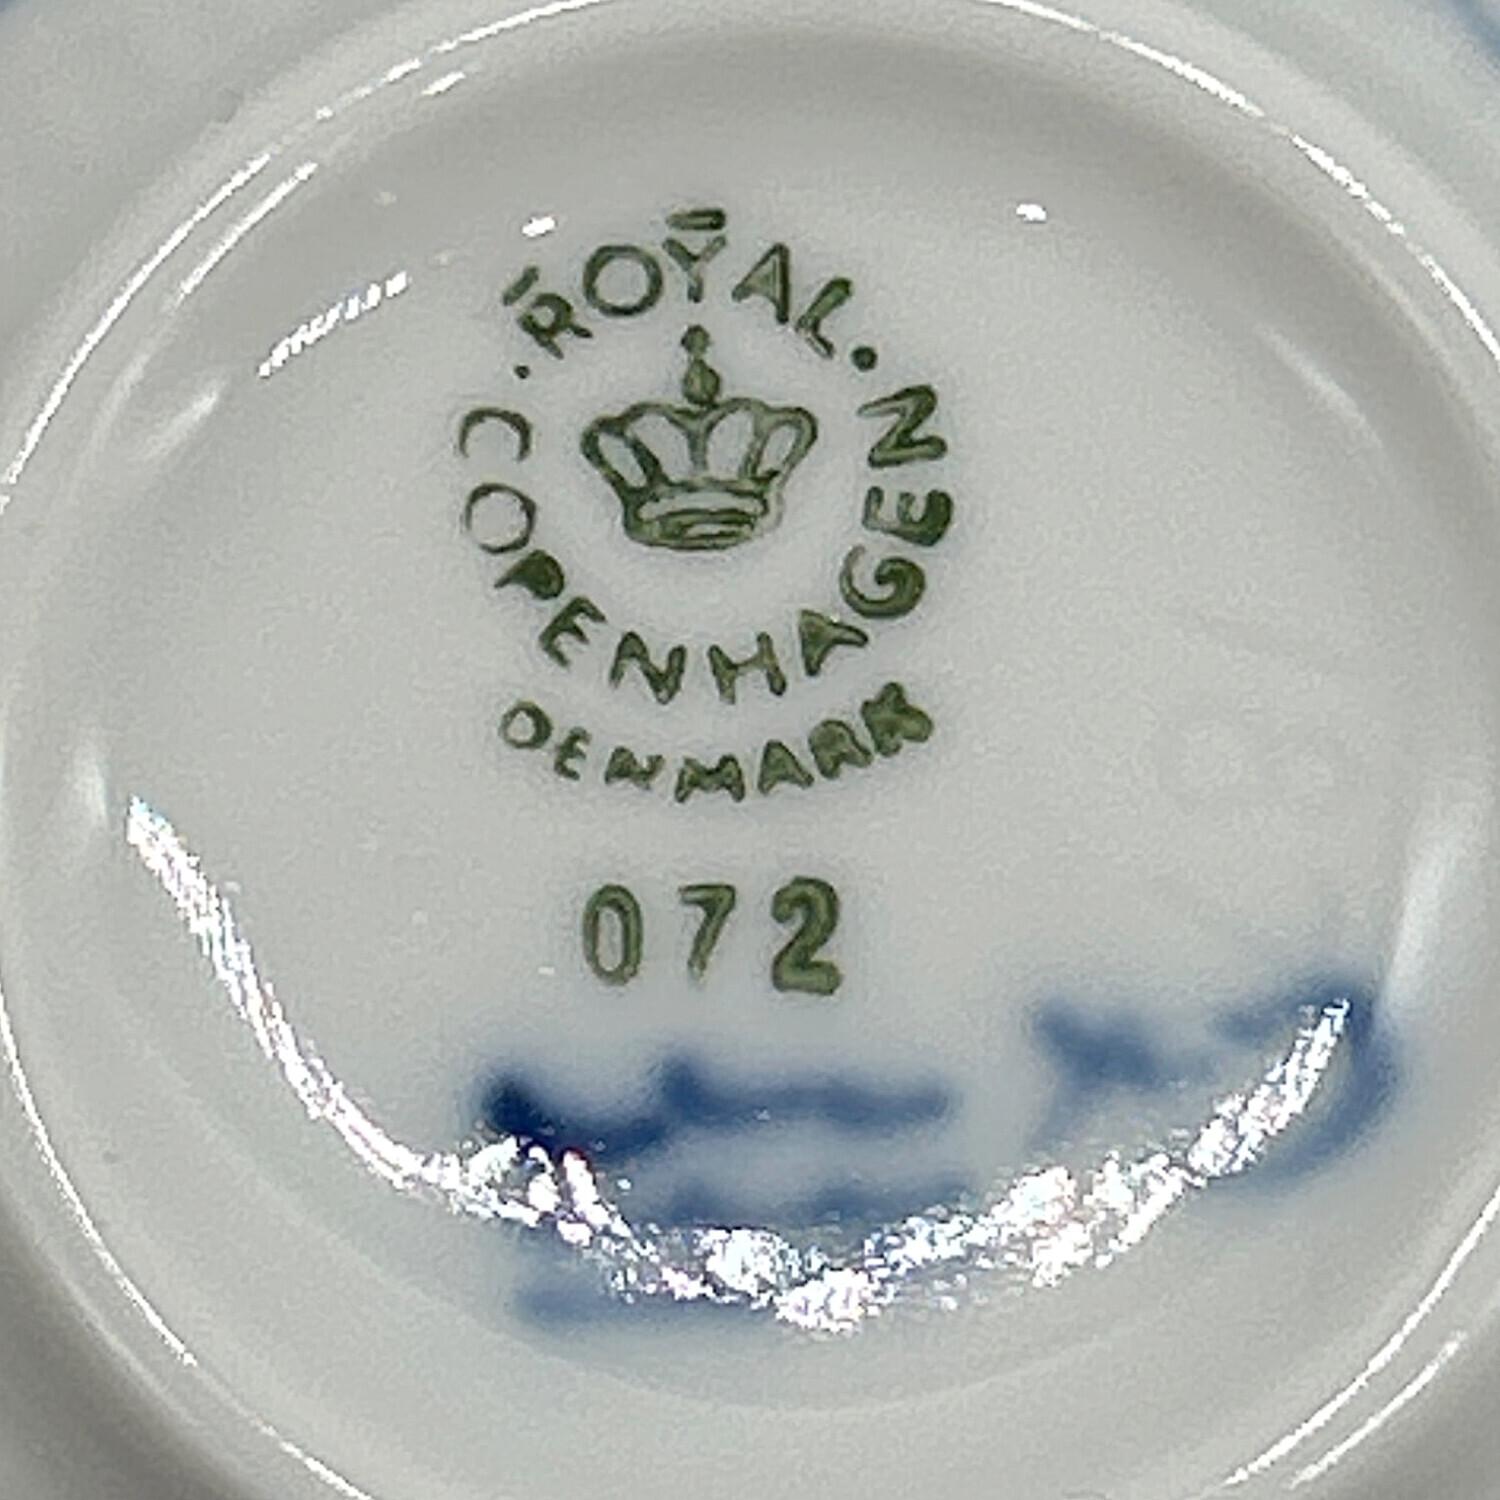 ROYAL.
COPENHAGEN
DENMARK
072